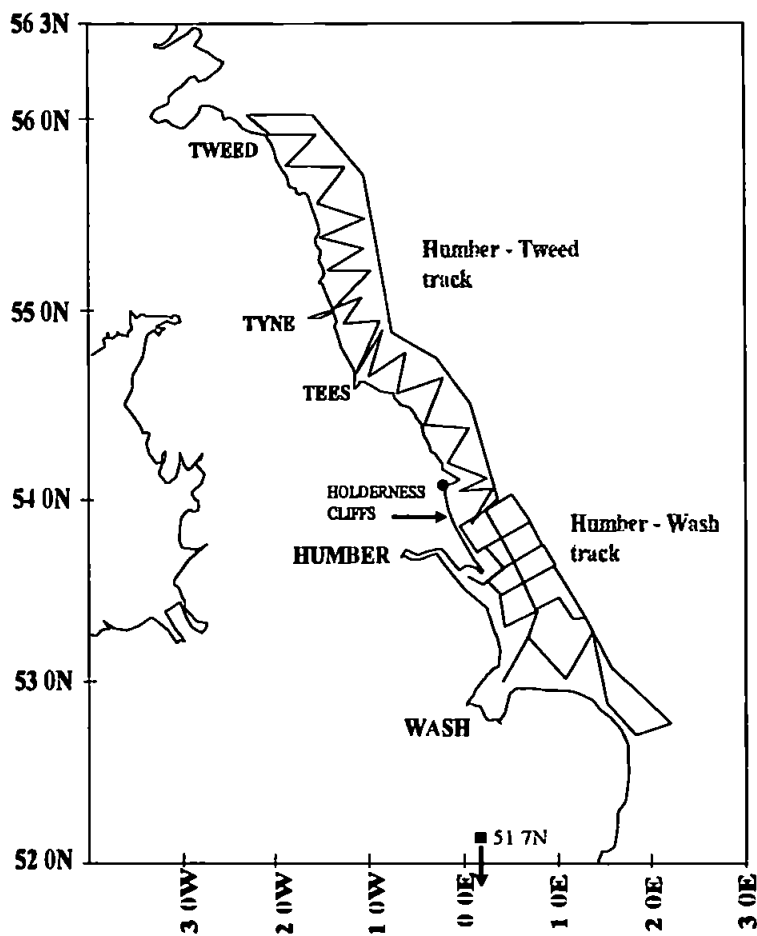 56 3N
56 0N
TWEED
Humber - Tweed
track
55 0N
TYNE
TEES
54 0N
HOLDERNESS
CLIFFS
Humber - Wash
track
HUMBER
53 0N
WASH
51 7N
52 0N
3 0W
2 0W
1 0W
0 0E
1 0E
2 0E
3 0E